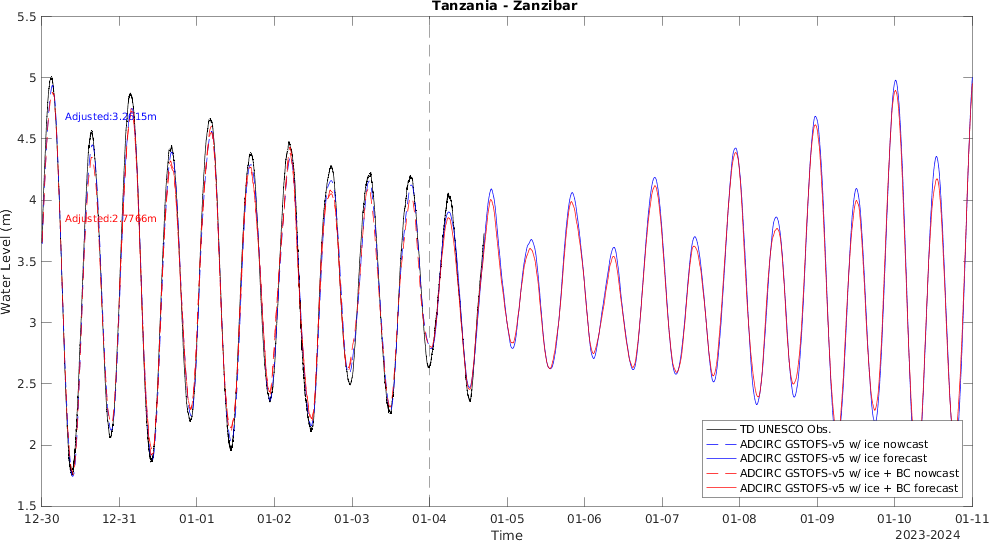 Tanzania - Zanzibar
5.5
5
4.5
4
3.5
3
2.5
2
1.5
Water Level (m)
Adjusted:3.2615m
Adjusted:2.7766m
TD UNESCO Obs.
ADCIRC GSTOFS-v5 w/ ice nowcast
ADCIRC GSTOFS-v5 w/ ice forecast
ADCIRC GSTOFS-v5 w/ ice + BC nowcast
ADCIRC GSTOFS-v5 w/ ice + BC forecast
12-30 12-31 01-01 01-02 01-03 01-04 01-05 01-06 01-07 01-08 01-09 01-10 01-11
Time
2023-2024